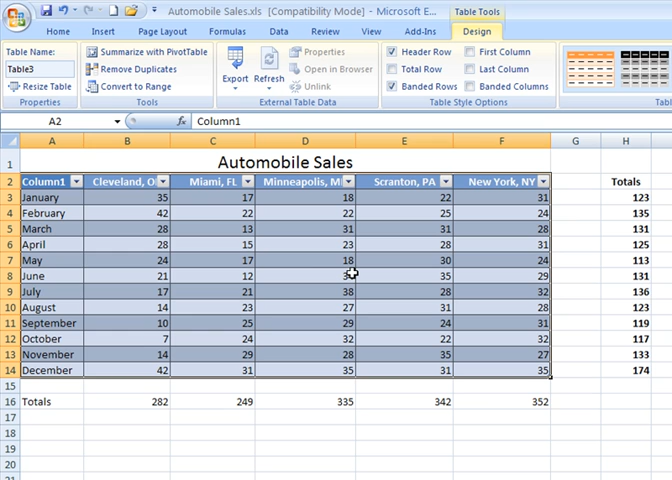 Automobile Sales.xls [Compatibility Mode] - Microsoft E...
Table Tools
Home Insert Page Layout Formulas Data Review View Add-Ins Design
Table Name:
Table3
Resize Table
Properties
Summarize with PivotTable
Remove Duplicates
Convert to Range
Tools
Export Refresh
Properties
Open in Browser
Unlink
External Table Data
Header Row First Column
Total Row Last Column
Banded Rows Banded Columns
Table Style Options
Table
A2 fx Column1
A B C D E F G H
1 Automobile Sales
2 Column1 Cleveland, O Miami, FL Minneapolis, M Scranton, PA New York, NY Totals
3 January 35 17 18 22 31 123
4 February 42 22 22 25 24 135
5 March 28 13 31 31 28 131
6 April 28 15 23 28 31 125
7 May 24 17 18 30 24 113
8 June 21 12 35 29 131
9 July 17 21 38 28 32 136
10 August 14 23 27 31 28 123
11 September 10 25 29 24 31 119
12 October 7 24 32 22 32 117
13 November 14 29 28 35 27 133
14 December 42 31 35 31 35 174
15
16 Totals 282 249 335 342 352
17
18
19
20
21